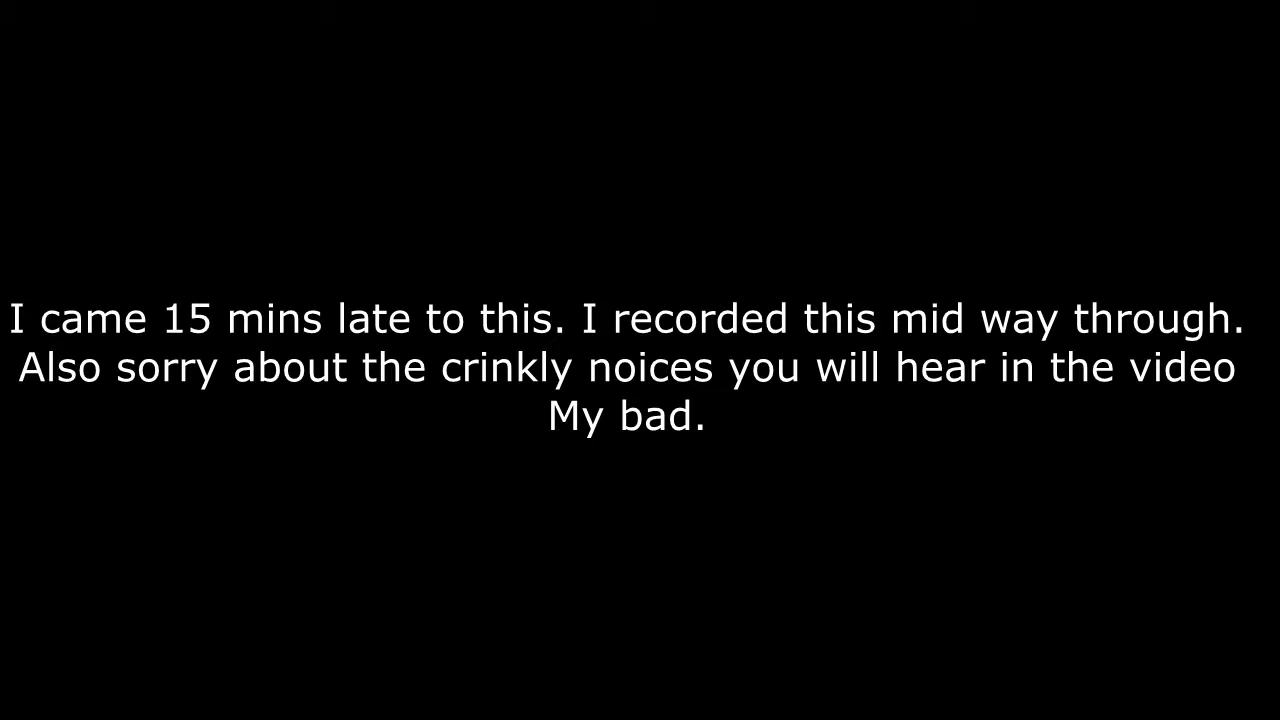 I came 15 mins late to this. I recorded this mid way through.
Also sorry about the crinkly noices you will hear in the video
My bad.